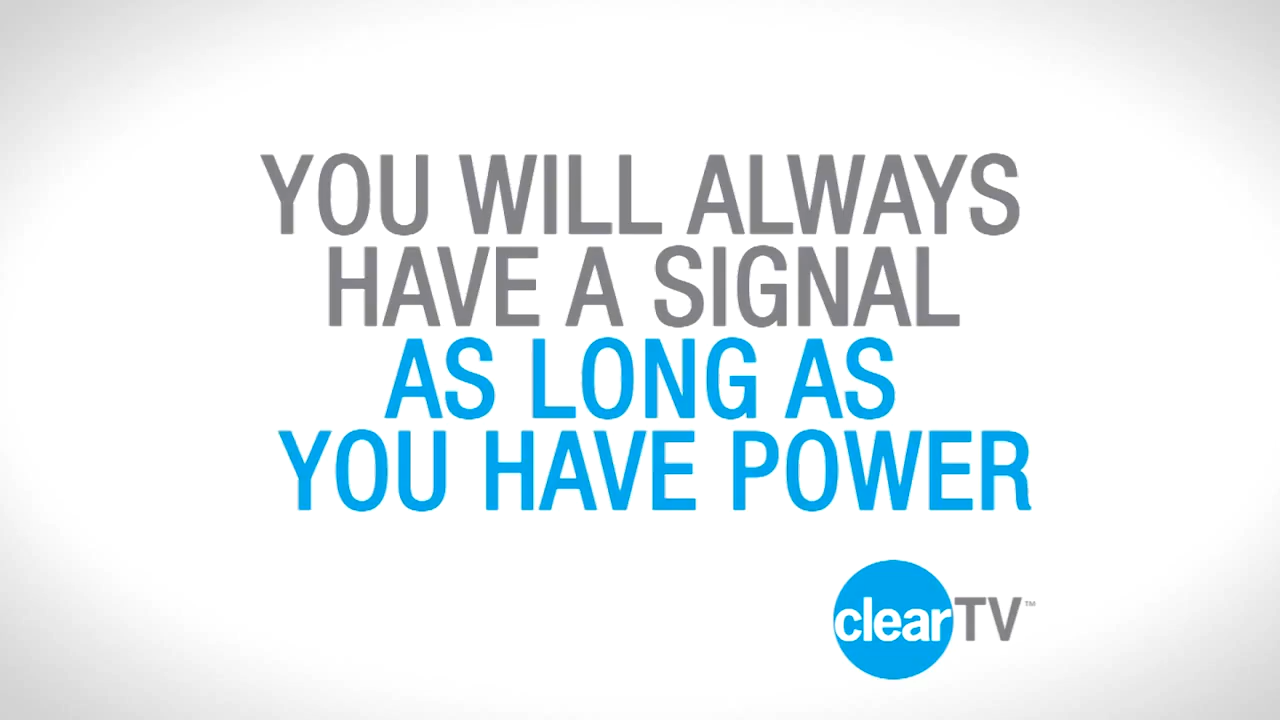 YOU WILL ALWAYS
HAVE A SIGNAL
AS LONG AS
YOU HAVE POWER
clearTV™